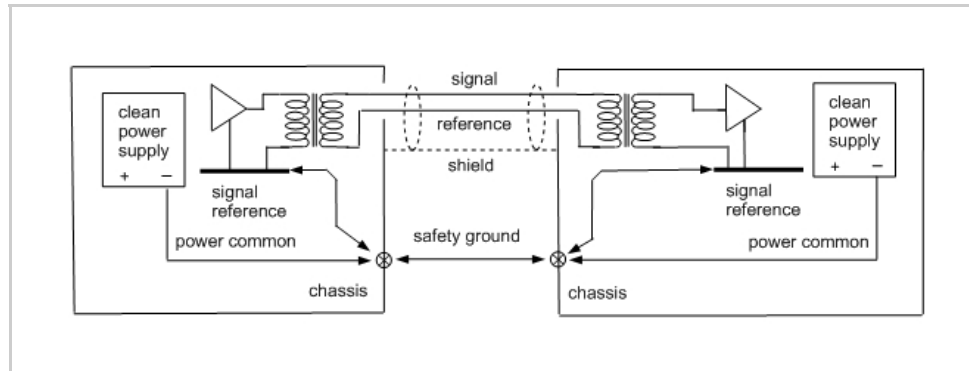 signal
reference
shield
clean
power
supply
+ −
signal
reference
power common
safety ground
chassis
clean
power
supply
+ −
signal
reference
power common
chassis